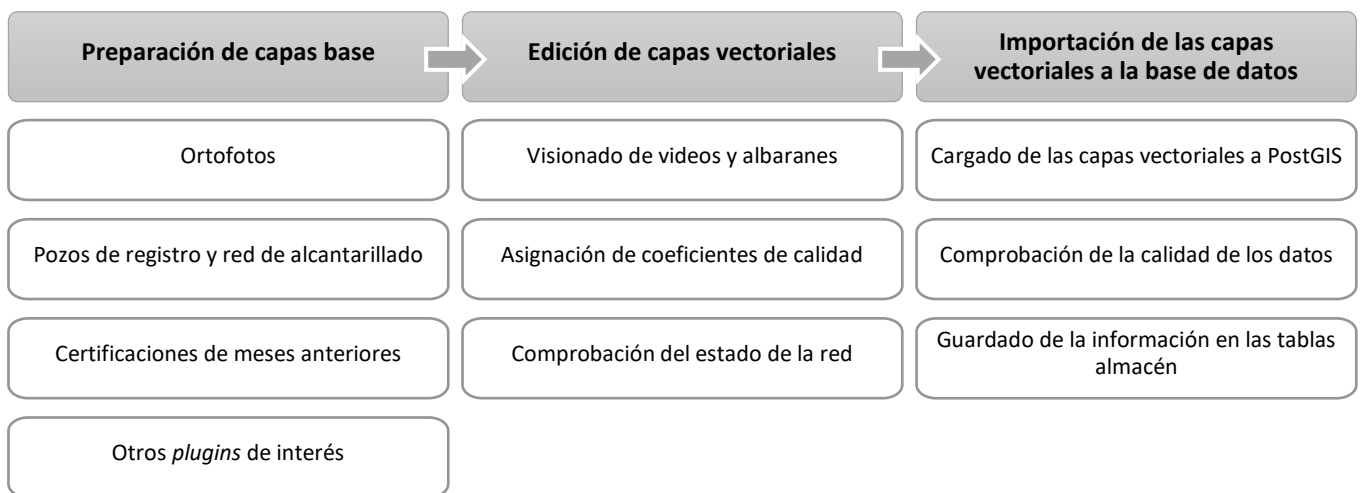 Preparación de capas base
Ortofotos
Pozos de registro y red de alcantarillado
Certificaciones de meses anteriores
Otros plugins de interés
Edición de capas vectoriales
Visionado de videos y albaranes
Asignación de coeficientes de calidad
Comprobación del estado de la red
Importación de las capas
vectoriales a la base de datos
Cargado de las capas vectoriales a PostGIS
Comprobación de la calidad de los datos
Guardado de la información en las tablas
almacén